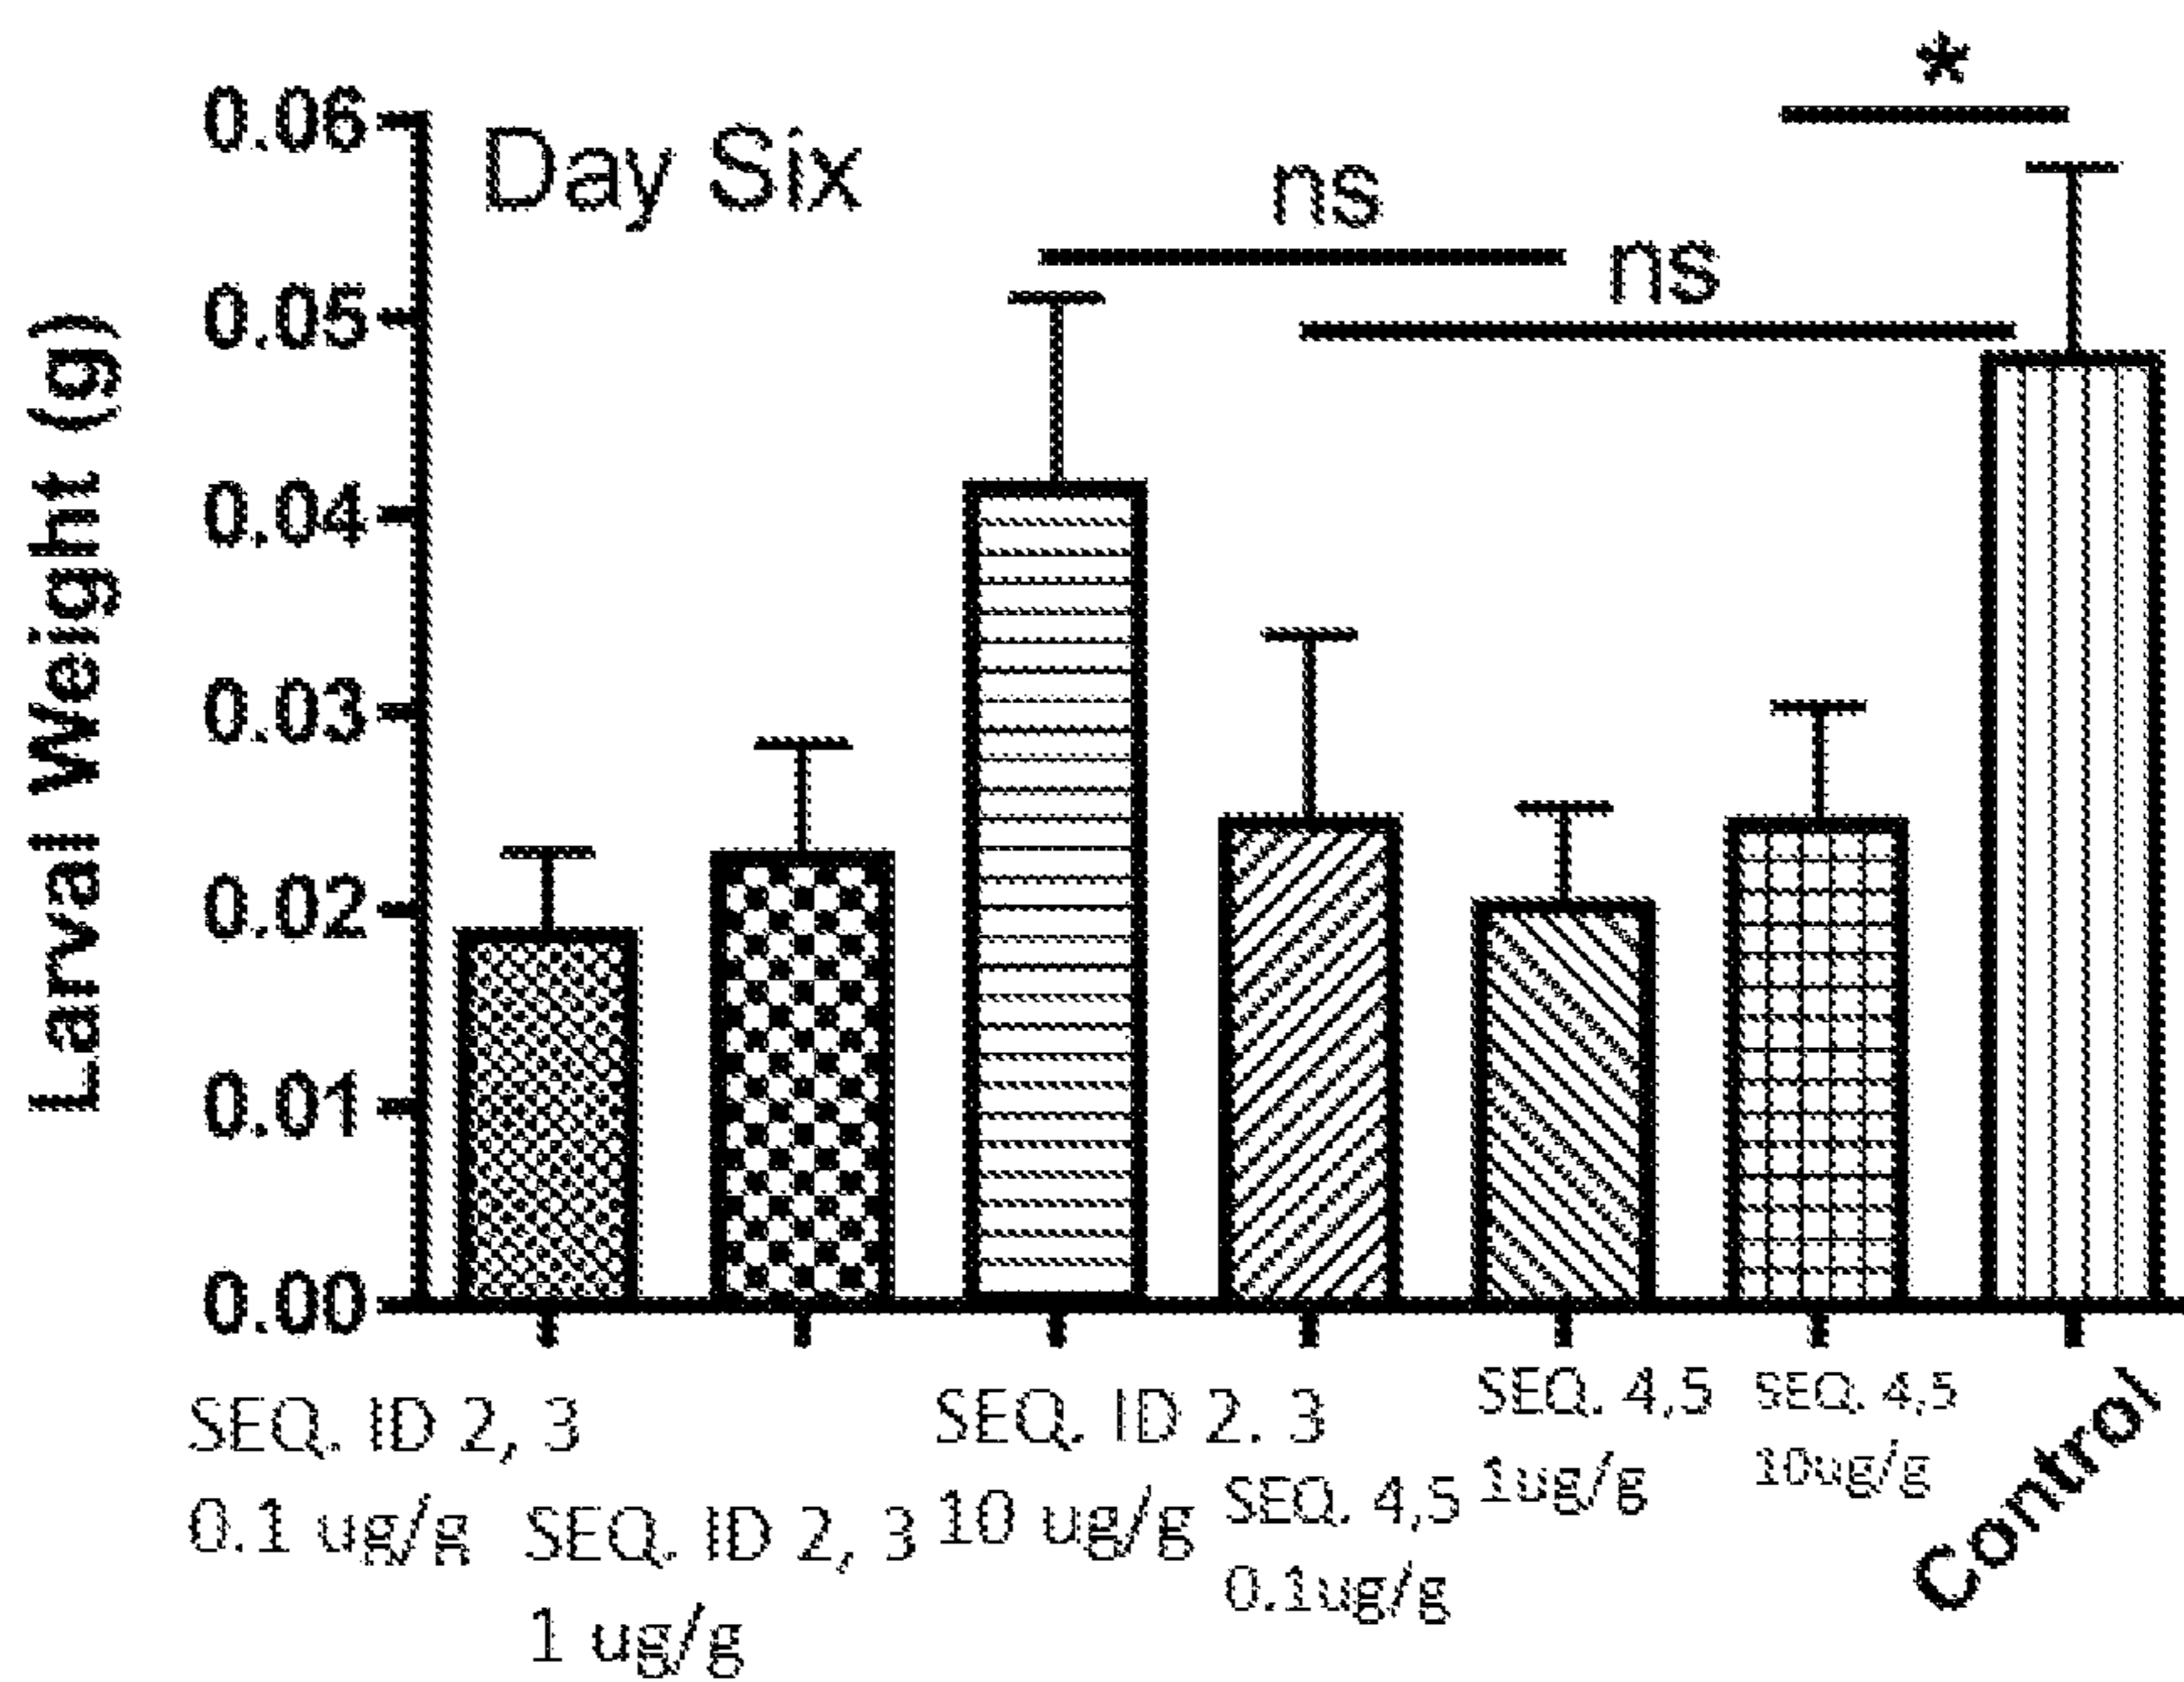 *
0.06
Day Six
ns
ns
0.05
0.04
0.03
0.02
0.01
0.00
Larval Weight (g)
SEQ. ID 2, 3
0.1 ug/g
SEQ. ID 2, 3
1 ug/g
SEQ. ID 2. 3
10 ug/g
SEQ. 4,5
0.1ug/g
SEQ. 4,5
1ug/g
SEQ. 4,5
10ug/g
Control